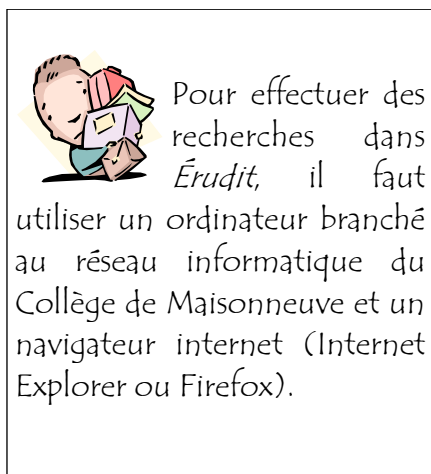 Pour effectuer des
recherches dans
Érudit, il faut
utiliser un ordinateur branché
au réseau informatique du
Collège de Maisonneuve et un
navigateur internet (Internet
Explorer ou Firefox).